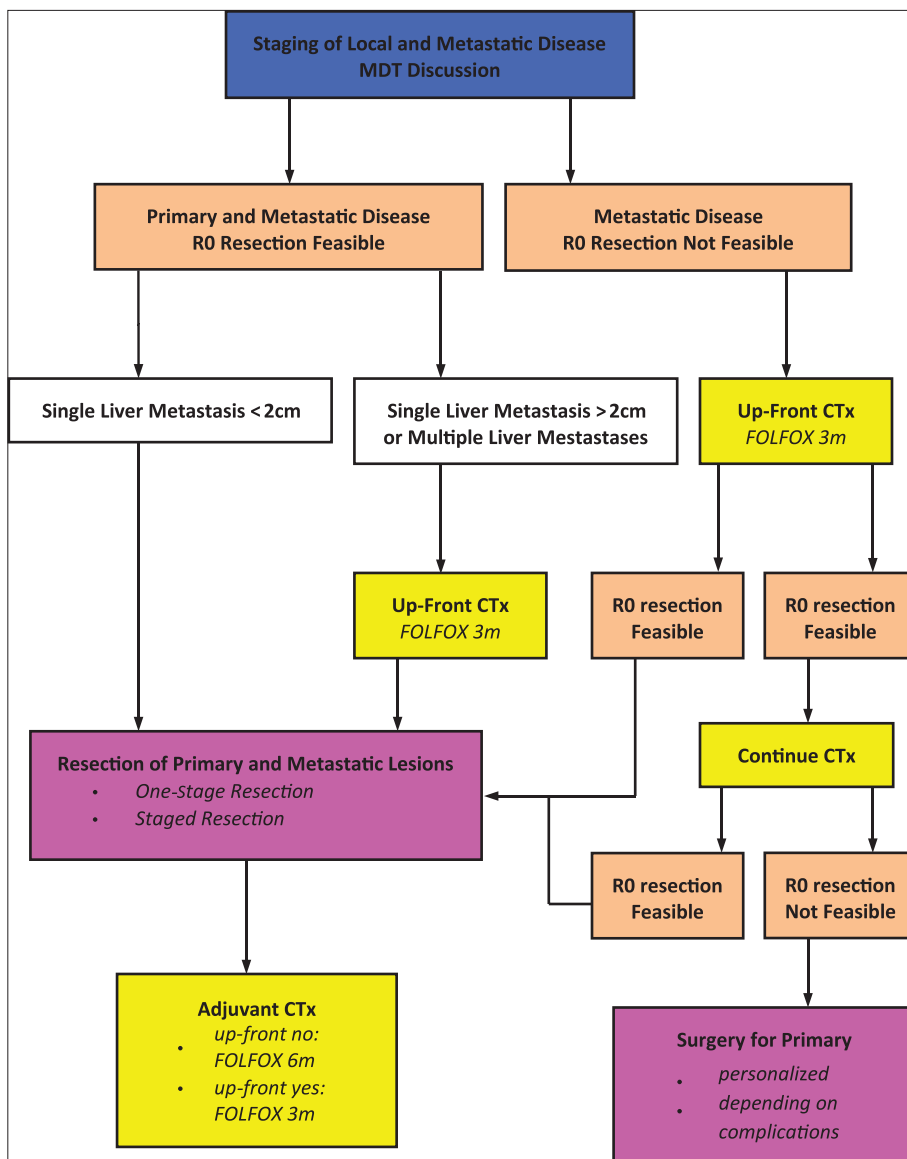 Staging of Local and Metastatic Disease
MDT Discussion
Primary and Metastatic Disease
R0 Resection Feasible
Metastatic Disease
R0 Resection Not Feasible
Single Liver Metastasis < 2cm
Single Liver Metastasis > 2cm
or Multiple Liver Mestastases
Up-Front CTx
FOLFOX 3m
Up-Front CTx
FOLFOX 3m
R0 resection
Feasible
R0 resection
Feasible
Resection of Primary and Metastatic Lesions
• One-stage Resection
• Staged Resection
Continue CTx
R0 resection
Feasible
R0 resection
Not Feasible
Adjuvant CTx
• up-front no:
FOLFOX 6m
• up-front yes:
FOLFOX 3m
Surgery for Primary
• personalized
• depending on
complications